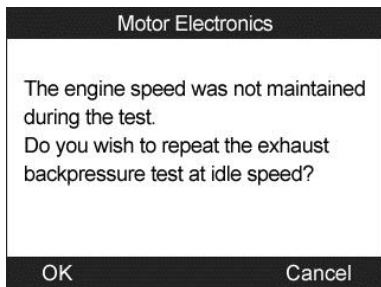 Motor Electronics
The engine speed was not maintained
during the test.
Do you wish to repeat the exhaust
backpressure test at idle speed?
OK Cancel